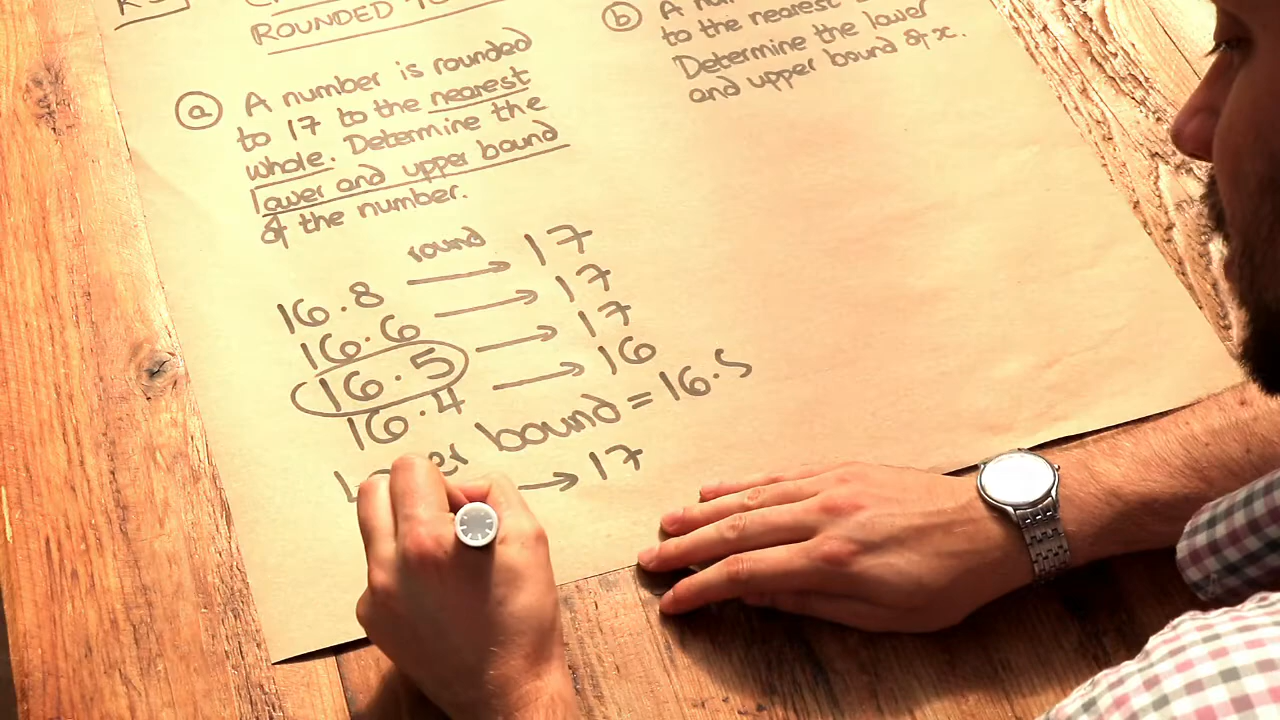 ROUNDED
a A number is rounded
to 17 to the nearest
whole. Determine the
lower and upper bound
of the number.
round
16.8 → 17
16.6 → 17
16.5 → 17
16.4 → 16
bound = 16.5
→ 17
b A
to the nearest
Determine the lower
and upper bound of x.